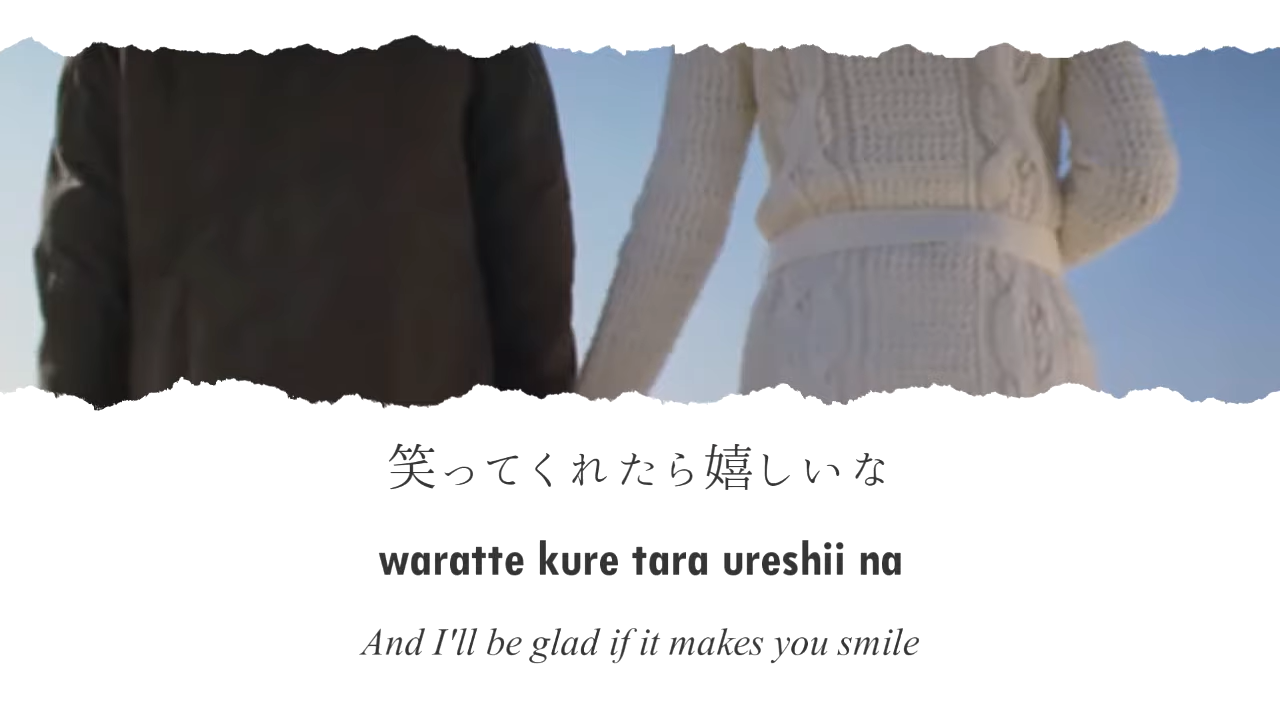 笑ってくれたら嬉しいな
waratte kure tara ureshii na
And I'll be glad if it makes you smile